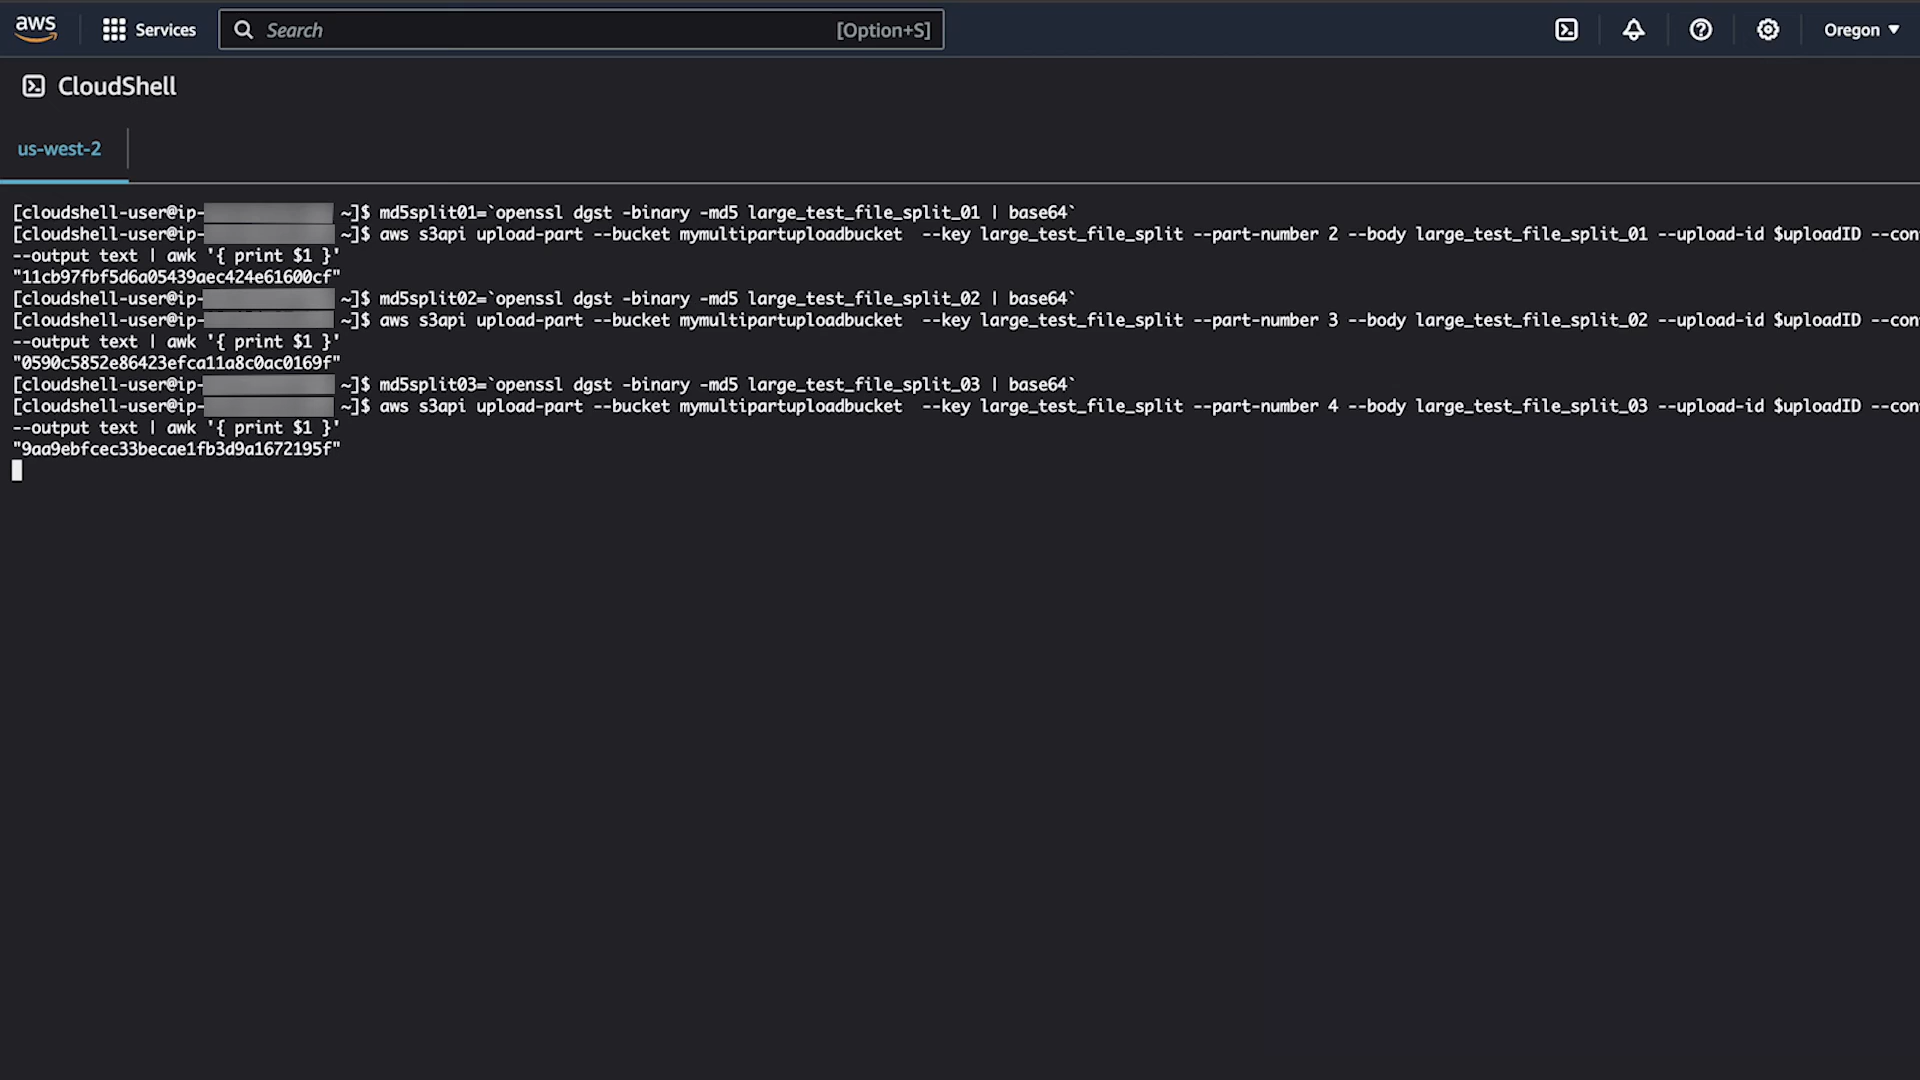 aws
Services
Search
[Option+S]
Oregon
CloudShell
us-west-2
[cloudshell-user@ip- ~]$ md5split01=`openssl dgst -binary -md5 large_test_file_split_01 | base64`
[cloudshell-user@ip- ~]$ aws s3api upload-part --bucket mymultipartuploadbucket  --key large_test_file_split --part-number 2 --body large_test_file_split_01 --upload-id $uploadID --con
--output text | awk '{ print $1 }'
"11cb97fbf5d6a05439aec424e61600cf"
[cloudshell-user@ip- ~]$ md5split02=`openssl dgst -binary -md5 large_test_file_split_02 | base64`
[cloudshell-user@ip- ~]$ aws s3api upload-part --bucket mymultipartuploadbucket  --key large_test_file_split --part-number 3 --body large_test_file_split_02 --upload-id $uploadID --con
--output text | awk '{ print $1 }'
"0590c5852e86423efca11a8c0ac0169f"
[cloudshell-user@ip- ~]$ md5split03=`openssl dgst -binary -md5 large_test_file_split_03 | base64`
[cloudshell-user@ip- ~]$ aws s3api upload-part --bucket mymultipartuploadbucket  --key large_test_file_split --part-number 4 --body large_test_file_split_03 --upload-id $uploadID --con
--output text | awk '{ print $1 }'
"9aa9ebfcec33becae1fb3d9a1672195f"